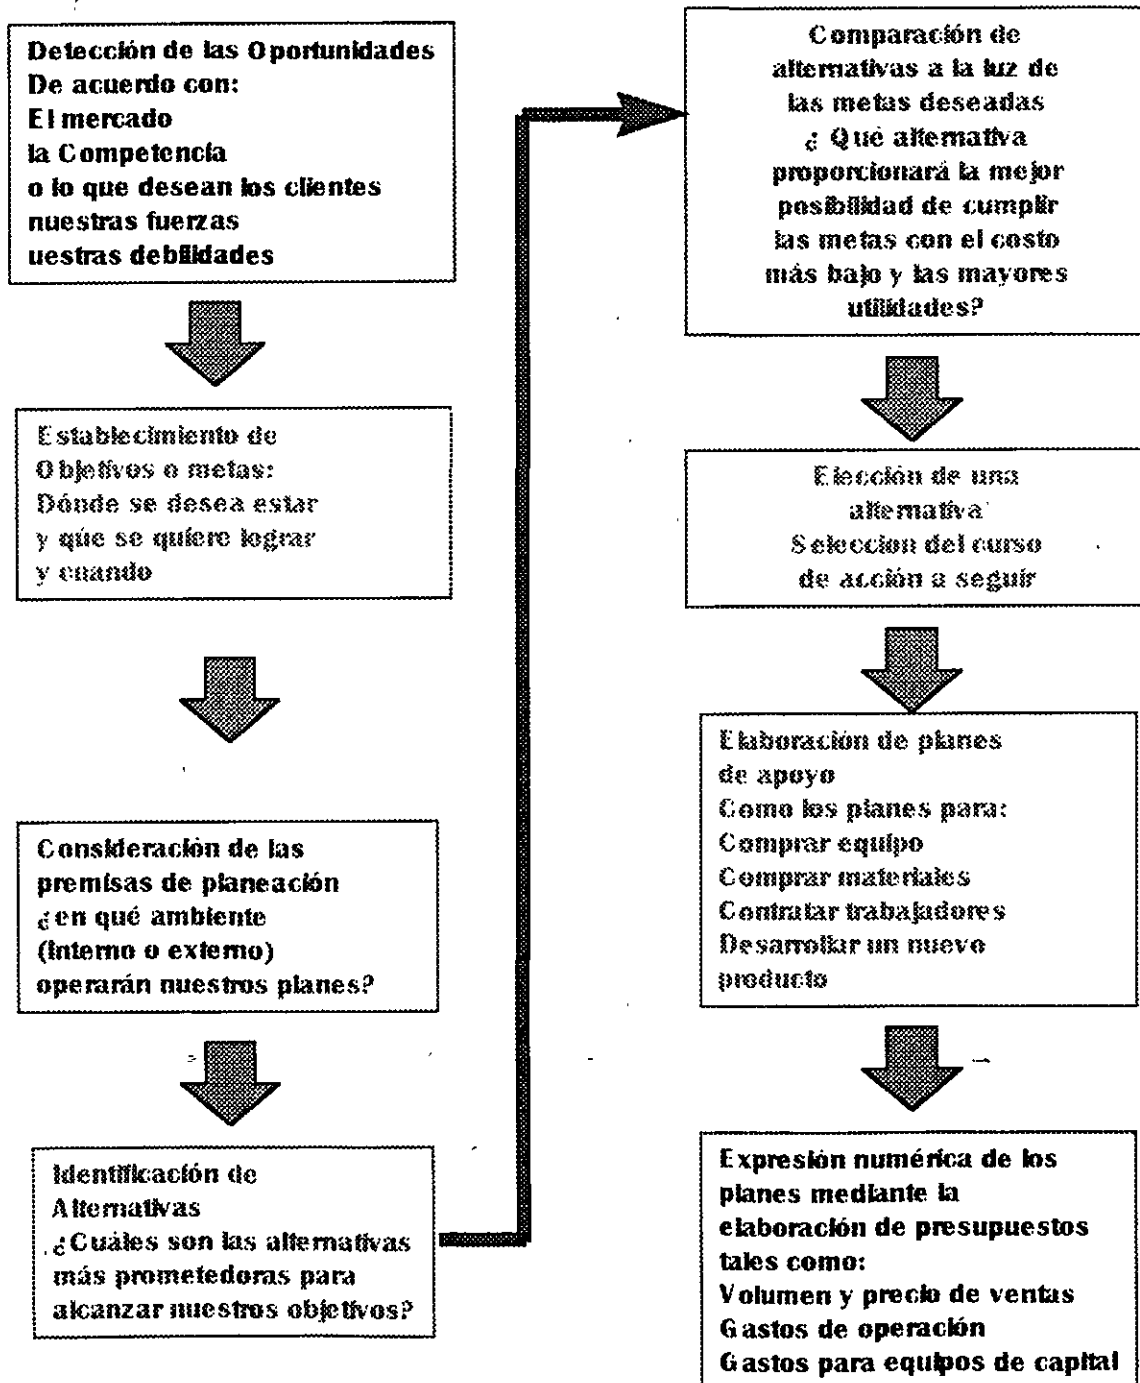 Detección de las Oportunidades
De acuerdo con:
El mercado
la Competencia
o lo que desean los clientes
nuestras fuerzas
uestras debilidades
Establecimiento de
Objetivos o metas:
Dónde se desea estar
y qúe se quiere lograr
y cuando
Consideración de las
premisas de planeación
¿en qué ambiente
(Interno o externo)
operarán nuestros planes?
Identificación de
Alternativas
¿Cuáles son las alternativas
más prometedoras para
alcanzar nuestros objetivos?
Comparación de
alternativas a la luz de
las metas deseadas
¿ Qué alternativa
proporcionará la mejor
posibilidad de cumplir
las metas con el costo
más bajo y las mayores
utilidades?
Elección de una
alternativa
Seleccion del curso
de acción a seguir
Elaboración de planes
de apoyo
Como los planes para:
Comprar equipo
Comprar materiales
Contratar trabajadores
Desarrollar un nuevo
producto
Expresión numérica de los
planes mediante la
elaboración de presupuestos
tales como:
Volumen y precio de ventas
Gastos de operación
Gastos para equipos de capital